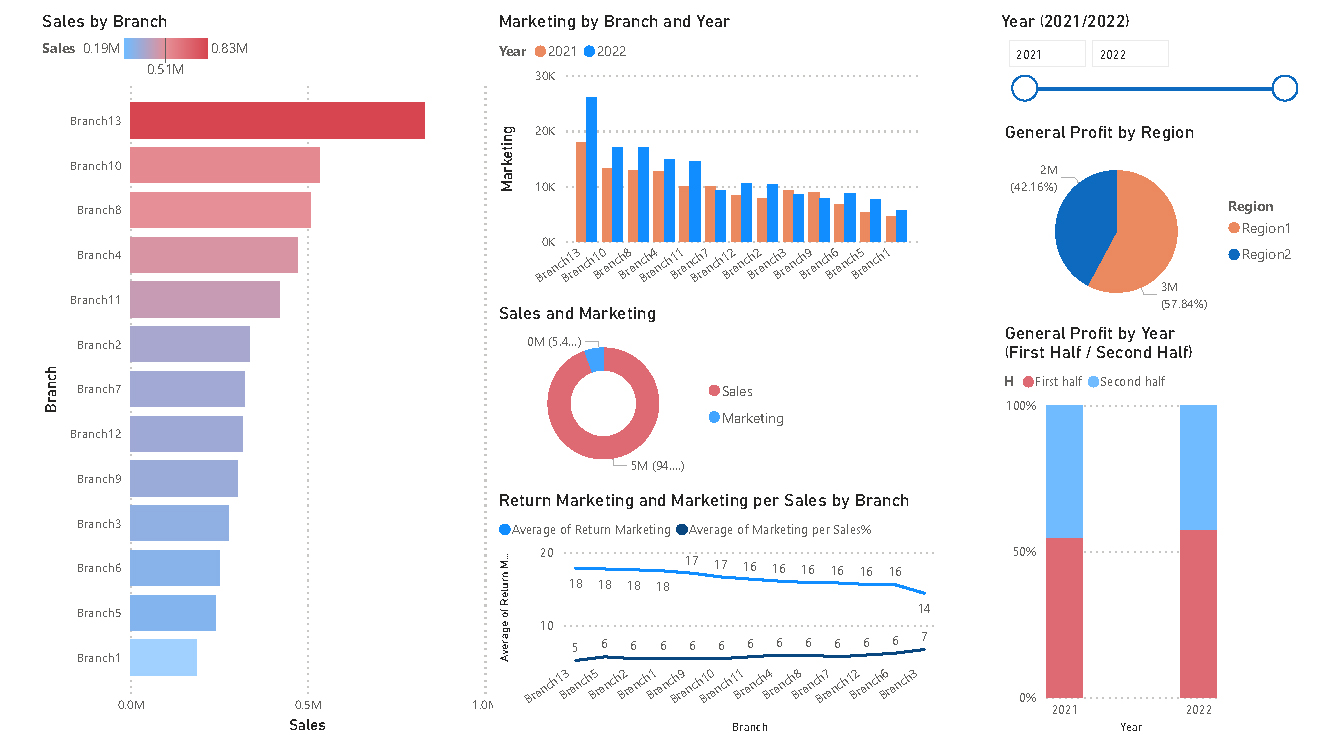 Sales by Branch
Sales 0.19M 0.83M
0.51M
Branch
Branch13
Branch10
Branch8
Branch4
Branch11
Branch2
Branch7
Branch12
Branch9
Branch3
Branch6
Branch5
Branch1
0.0M 0.5M 1.0M
Sales
Marketing by Branch and Year
Year 2021 2022
Marketing
30K
20K
10K
0K
Branch13 Branch10 Branch8 Branch4 Branch11 Branch7 Branch12 Branch2 Branch3 Branch9 Branch6 Branch5 Branch1
Sales and Marketing
0M (5.4...)
Sales
Marketing
5M (94....)
Return Marketing and Marketing per Sales by Branch
Average of Return Marketing Average of Marketing per Sales%
Average of Return M...
20
10
18 18 18 18 17 17 16 16 16 16 16 16 14
5 6 6 6 6 6 6 6 6 6 6 6 7
Branch13 Branch5 Branch2 Branch1 Branch9 Branch10 Branch11 Branch4 Branch8 Branch7 Branch12 Branch6 Branch3
Branch
Year (2021/2022)
2021 2022
General Profit by Region
2M
(42.16%)
Region
Region1
Region2
3M
(57.84%)
General Profit by Year
(First Half / Second Half)
H First half Second half
100%
50%
0%
2021 2022
Year